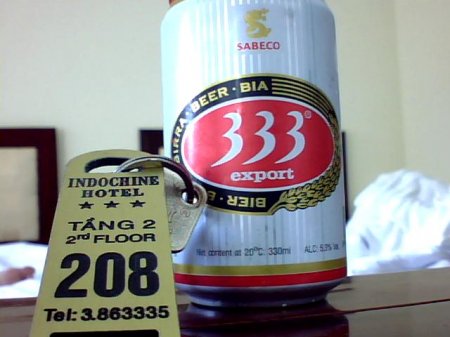 SABECO
BIRRA · BEER · BIA
333®
export
BIER
Net content at 20°C: 330ml
ALC: 5.3% Vol.
INDOCHINE
HOTEL
TẦNG 2
2nd FLOOR
208
Tel: 3.863335